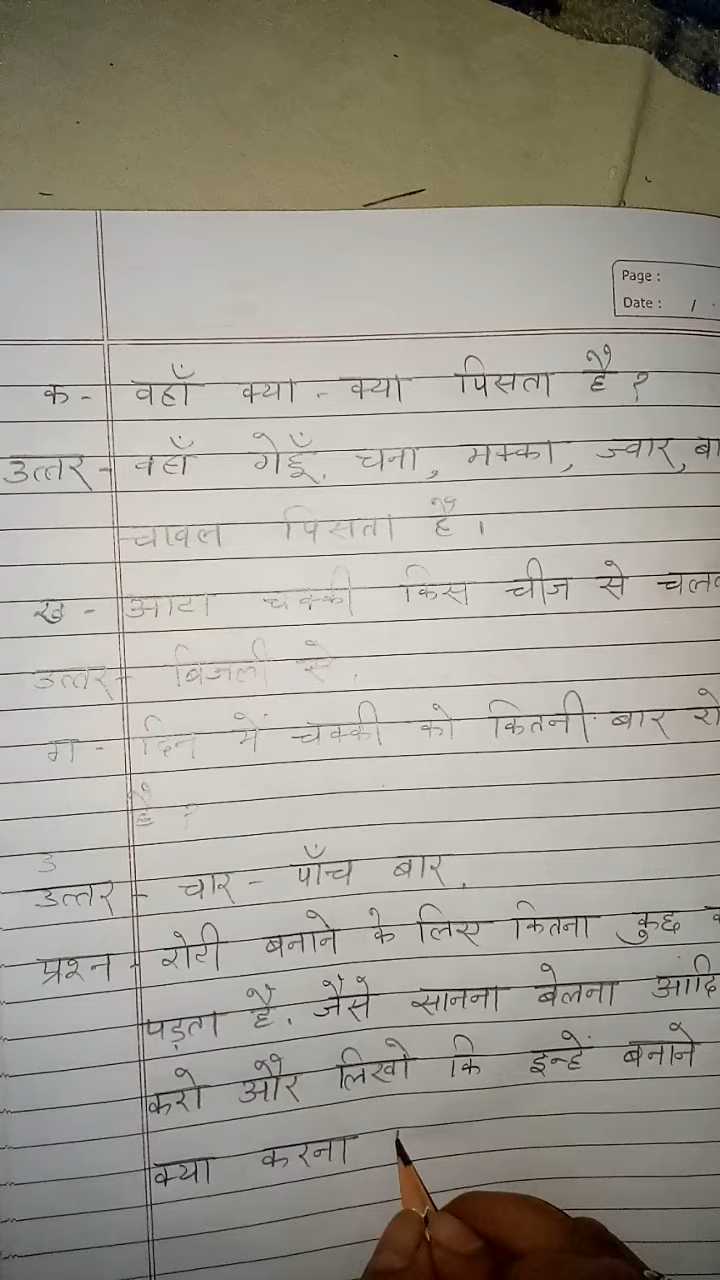 Page :
Date : /
क - वहाँ क्या - क्या पिसता है ?
उत्तर - वहाँ गेहूँ, चना, मक्का, ज्वार, बा
चावल पिसता है ।
ख - आटा चक्की किस चीज से चल
उत्तर - बिजली से ।
ग - दिन में चक्की को कितनी बार रो
है ?
उ
उत्तर - चार - पाँच बार ,
प्रश्न - रोटी बनाने के लिए कितना कुछ
पड़ता है । जैसे सानना बेलना आदि
करो और लिखो कि इन्हें बनाने
क्या करना